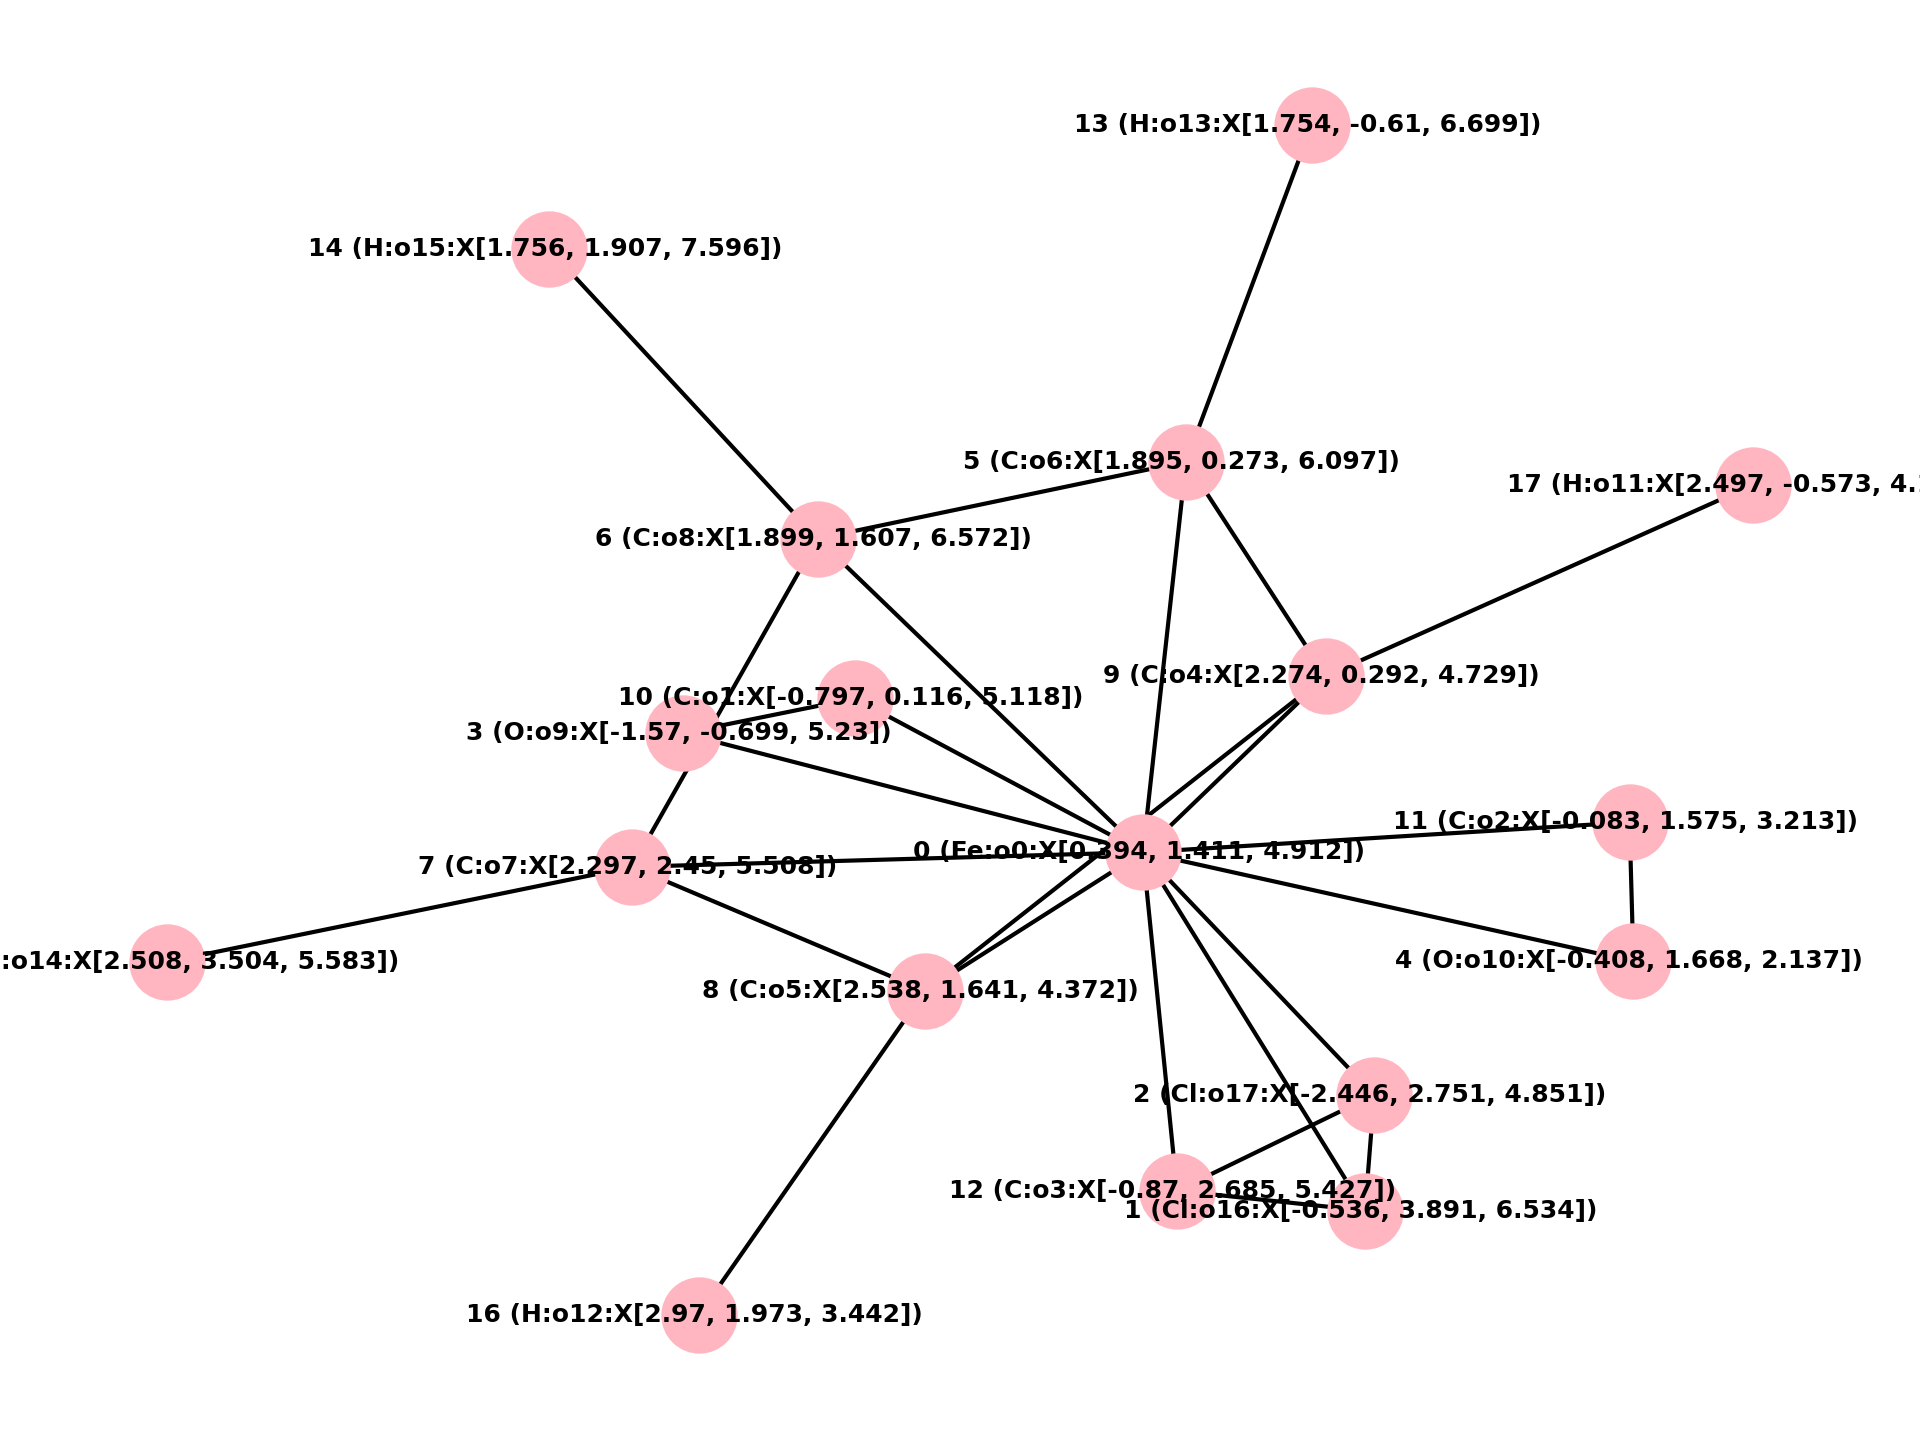 13 (H:o13:X[1.754, -0.61, 6.699])
14 (H:o15:X[1.756, 1.907, 7.596])
5 (C:o6:X[1.895, 0.273, 6.097])
17 (H:o11:X[2.497, -0.573, 4.
6 (C:o8:X[1.899, 1.607, 6.572])
9 (C:o4:X[2.274, 0.292, 4.729])
10 (C:o1:X[-0.797, 0.116, 5.118])
3 (O:o9:X[-1.57, -0.699, 5.23])
11 (C:o2:X[-0.083, 1.575, 3.213])
0 (Fe:o0:X[0.394, 1.411, 4.912])
7 (C:o7:X[2.297, 2.45, 5.508])
:o14:X[2.508, 3.504, 5.583])
4 (O:o10:X[-0.408, 1.668, 2.137])
8 (C:o5:X[2.538, 1.641, 4.372])
2 (Cl:o17:X[-2.446, 2.751, 4.851])
12 (C:o3:X[-0.87, 2.685, 5.427])
1 (Cl:o16:X[-0.536, 3.891, 6.534])
16 (H:o12:X[2.97, 1.973, 3.442])